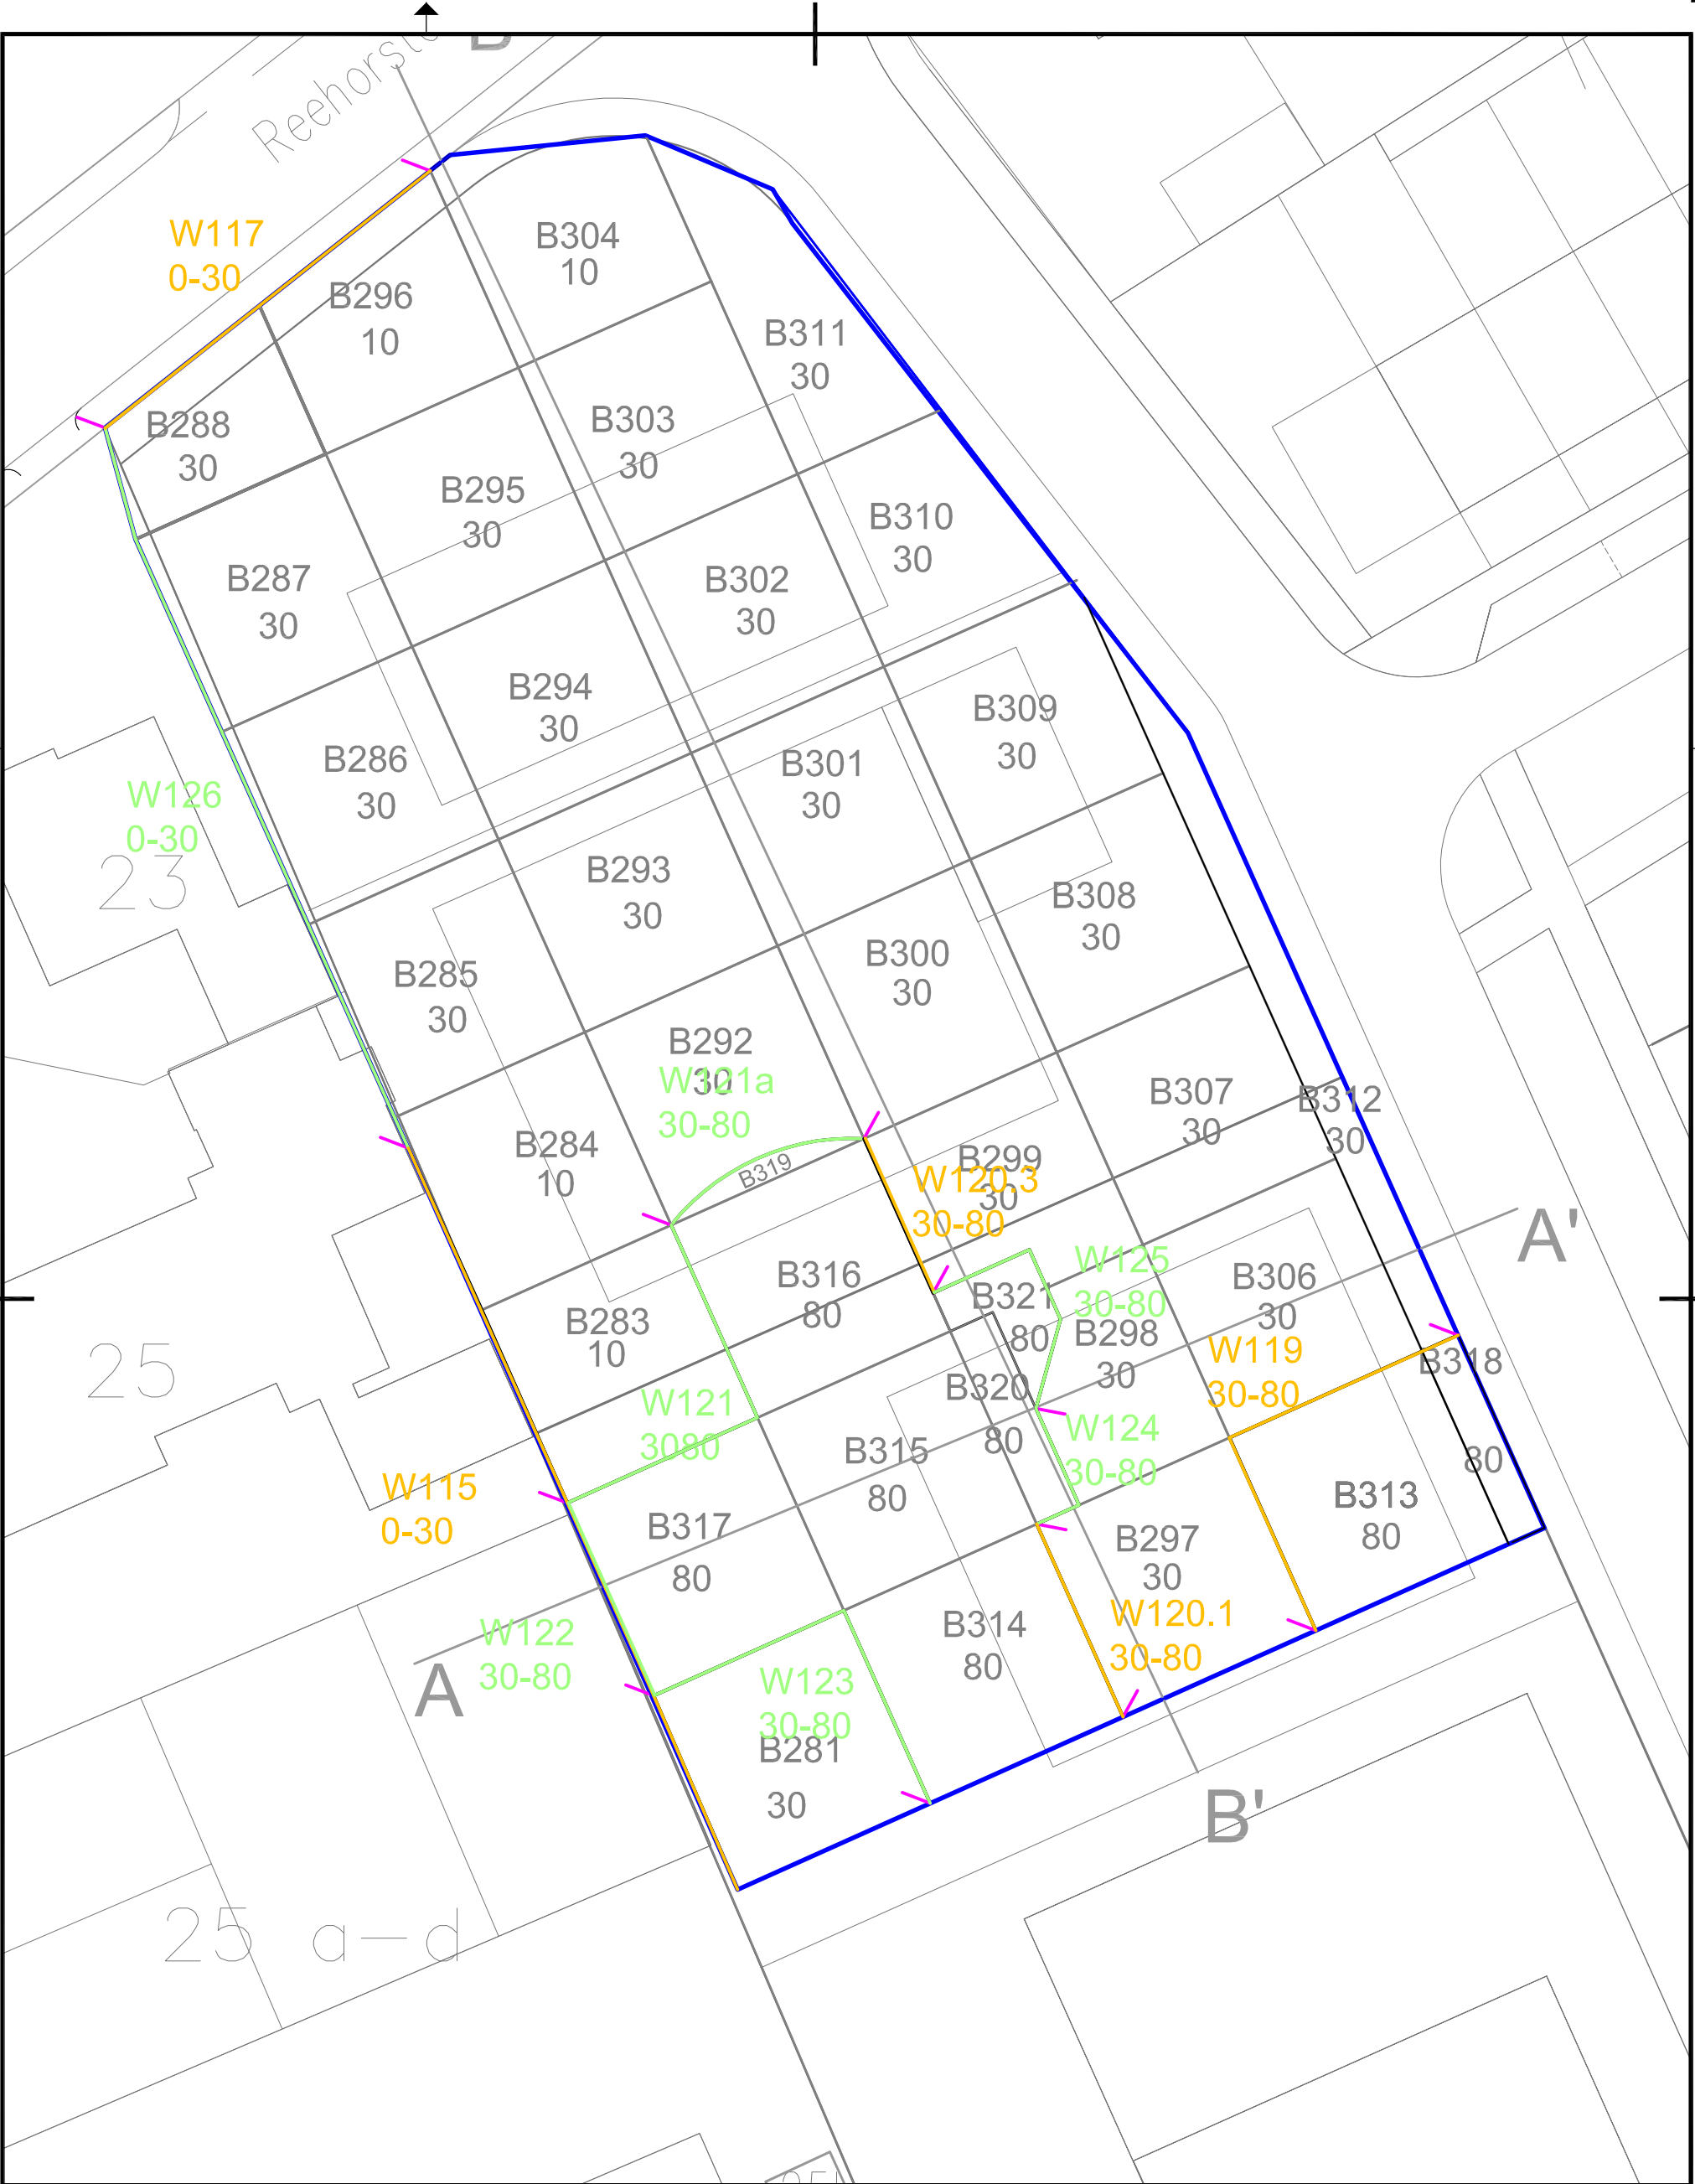 B
Reehorst
W117
0-30
B304
10
B296
10
B311
30
B288
30
B303
30
B295
30
B310
30
B287
30
B302
30
B294
30
B309
30
B286
30
B301
30
W126
0-30
23
B293
30
B308
30
B300
30
B285
30
B292
30
W121a
30-80
B307
30
B312
30
B284
10
B319
B299
30
W120.3
30-80
A'
B316
80
W125
30-80
B306
30
B321
80
B283
10
B298
30
W119
30-80
B318
80
25
B320
80
W121
3080
W124
30-80
B315
80
W115
0-30
B313
80
B317
80
B297
30
W122
30-80
B314
80
W120.1
30-80
A
W123
30-80
B281
30
B'
25 a-d